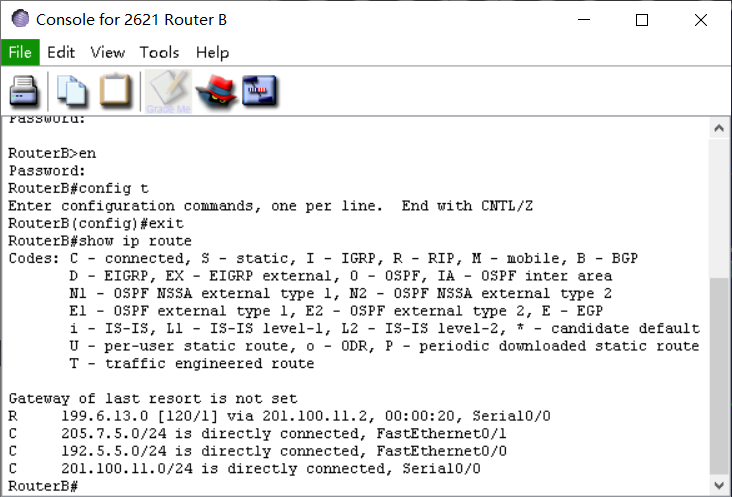 Console for 2621 Router B
File Edit View Tools Help
Grade Me
Password:
RouterB>en
Password:
RouterB#config t
Enter configuration commands, one per line.  End with CNTL/Z
RouterB(config)#exit
RouterB#show ip route
Codes: C - connected, S - static, I - IGRP, R - RIP, M - mobile, B - BGP
       D - EIGRP, EX - EIGRP external, O - OSPF, IA - OSPF inter area
       N1 - OSPF NSSA external type 1, N2 - OSPF NSSA external type 2
       E1 - OSPF external type 1, E2 - OSPF external type 2, E - EGP
       i - IS-IS, L1 - IS-IS level-1, L2 - IS-IS level-2, * - candidate default
       U - per-user static route, o - ODR, P - periodic downloaded static route
       T - traffic engineered route
Gateway of last resort is not set
R     199.6.13.0 [120/1] via 201.100.11.2, 00:00:20, Serial0/0
C     205.7.5.0/24 is directly connected, FastEthernet0/1
C     192.5.5.0/24 is directly connected, FastEthernet0/0
C     201.100.11.0/24 is directly connected, Serial0/0
RouterB#